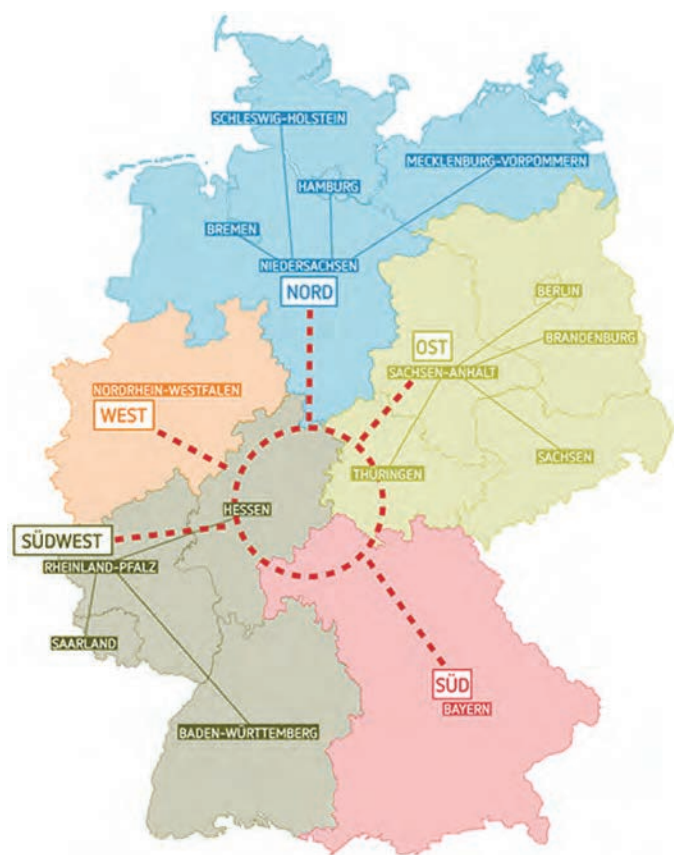 SCHLESWIG-HOLSTEIN
MECKLENBURG-VORPOMMERN
HAMBURG
BREMEN
NIEDERSACHSEN
NORD
BERLIN
OST
BRANDENBURG
SACHSEN-ANHALT
NORDRHEIN-WESTFALEN
WEST
SACHSEN
THÜRINGEN
HESSEN
SÜDWEST
RHEINLAND-PFALZ
SAARLAND
SÜD
BAYERN
BADEN-WÜRTTEMBERG